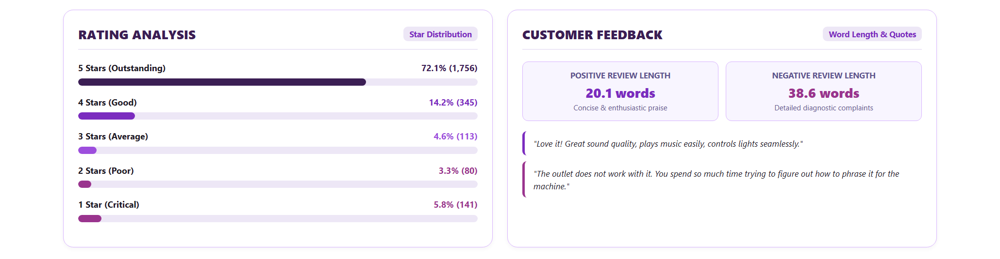 RATING ANALYSIS
Star Distribution
5 Stars (Outstanding)
72.1% (1,756)
4 Stars (Good)
14.2% (345)
3 Stars (Average)
4.6% (113)
2 Stars (Poor)
3.3% (80)
1 Star (Critical)
5.8% (141)
CUSTOMER FEEDBACK
Word Length & Quotes
POSITIVE REVIEW LENGTH
20.1 words
Concise & enthusiastic praise
NEGATIVE REVIEW LENGTH
38.6 words
Detailed diagnostic complaints
"Love it! Great sound quality, plays music easily, controls lights seamlessly."
"The outlet does not work with it. You spend so much time trying to figure out how to phrase it for the
machine."